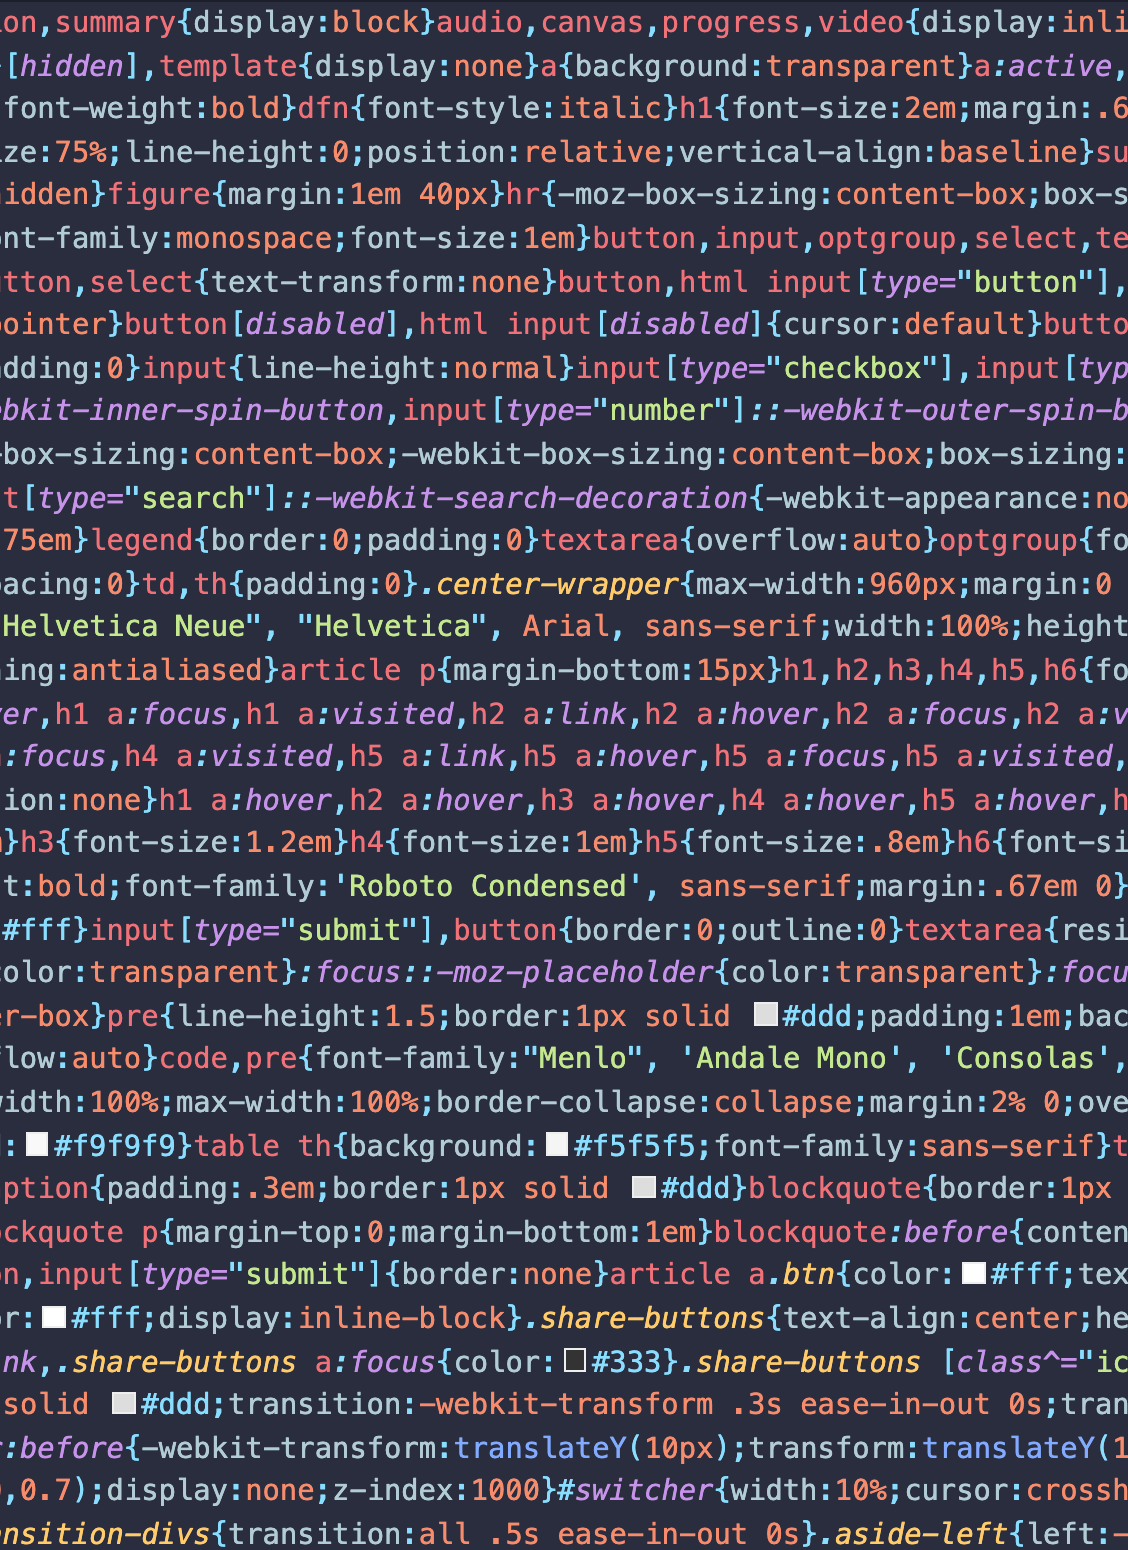 ion,summary{display:block}audio,canvas,progress,video{display:inli
[hidden],template{display:none}a{background:transparent}a:active,
font-weight:bold}dfn{font-style:italic}h1{font-size:2em;margin:.6
ze:75%;line-height:0;position:relative;vertical-align:baseline}su
hidden}figure{margin:1em 40px}hr{-moz-box-sizing:content-box;box-s
nt-family:monospace;font-size:1em}button,input,optgroup,select,te
tton,select{text-transform:none}button,html input[type="button"],
pointer}button[disabled],html input[disabled]{cursor:default}butto
dding:0}input{line-height:normal}input[type="checkbox"],input[typ
ebkit-inner-spin-button,input[type="number"]::-webkit-outer-spin-b
-box-sizing:content-box;-webkit-box-sizing:content-box;box-sizing:
t[type="search"]::-webkit-search-decoration{-webkit-appearance:no
75em}legend{border:0;padding:0}textarea{overflow:auto}optgroup{fo
pacing:0}td,th{padding:0}.center-wrapper{max-width:960px;margin:0
Helvetica Neue", "Helvetica", Arial, sans-serif;width:100%;height
ing:antialiased}article p{margin-bottom:15px}h1,h2,h3,h4,h5,h6{fo
ver,h1 a:focus,h1 a:visited,h2 a:link,h2 a:hover,h2 a:focus,h2 a:v
:focus,h4 a:visited,h5 a:link,h5 a:hover,h5 a:focus,h5 a:visited,
ion:none}h1 a:hover,h2 a:hover,h3 a:hover,h4 a:hover,h5 a:hover,h
}h3{font-size:1.2em}h4{font-size:1em}h5{font-size:.8em}h6{font-si
t:bold;font-family:'Roboto Condensed', sans-serif;margin:.67em 0}
#fff}input[type="submit"],button{border:0;outline:0}textarea{resi
color:transparent}:focus::-moz-placeholder{color:transparent}:focu
er-box}pre{line-height:1.5;border:1px solid #ddd;padding:1em;bac
flow:auto}code,pre{font-family:"Menlo", 'Andale Mono', 'Consolas',
width:100%;max-width:100%;border-collapse:collapse;margin:2% 0;ove
: #f9f9f9}table th{background: #f5f5f5;font-family:sans-serif}t
ption{padding:.3em;border:1px solid #ddd}blockquote{border:1px
ockquote p{margin-top:0;margin-bottom:1em}blockquote:before{conten
on,input[type="submit"]{border:none}article a.btn{color: #fff;tex
or: #fff;display:inline-block}.share-buttons{text-align:center;he
nk,.share-buttons a:focus{color: #333}.share-buttons [class^="ic
solid #ddd;transition:-webkit-transform .3s ease-in-out 0s;tran
:before{-webkit-transform:translateY(10px);transform:translateY(1
,0.7);display:none;z-index:1000}#switcher{width:10%;cursor:crossh
nsition-divs{transition:all .5s ease-in-out 0s}.aside-left{left:-